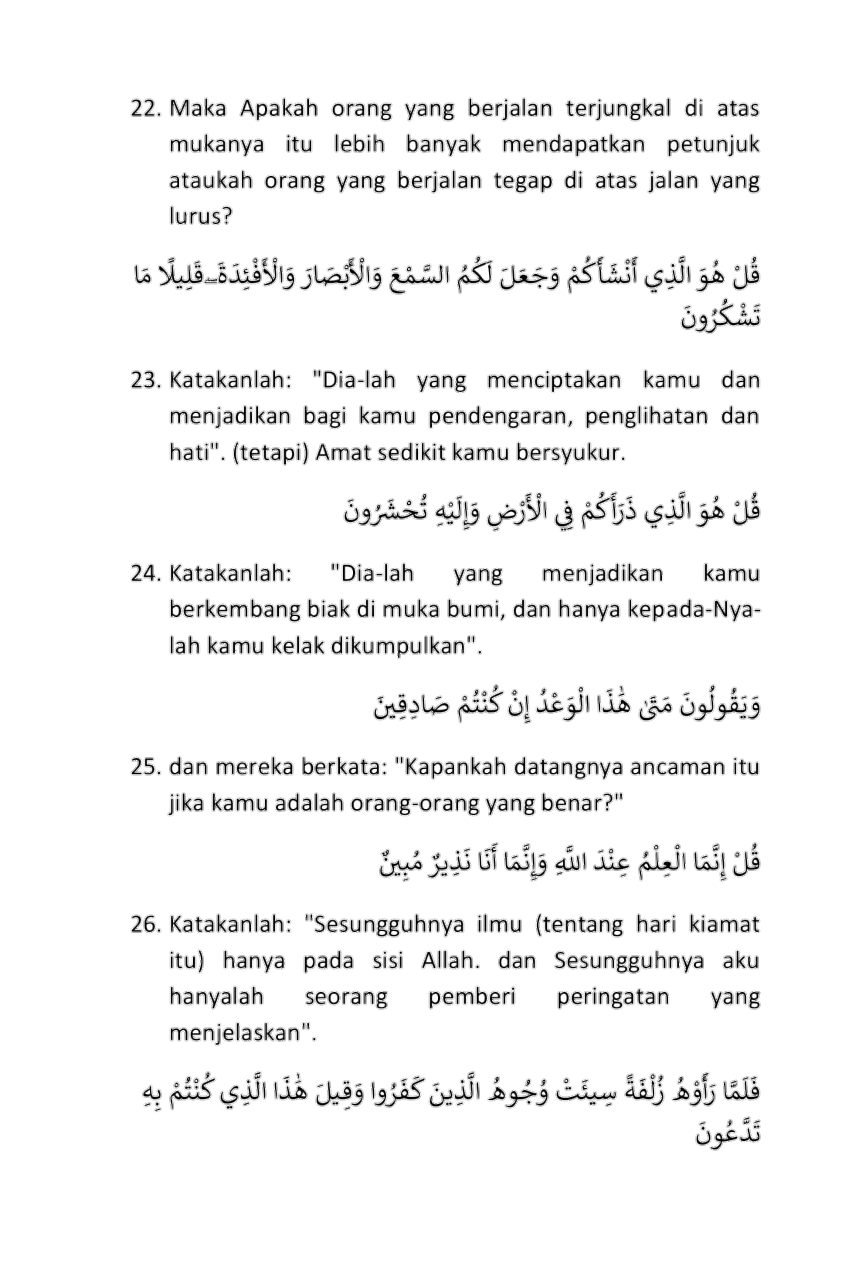 22. Maka Apakah orang yang berjalan terjungkal di atas
mukanya itu lebih banyak mendapatkan petunjuk
ataukah orang yang berjalan tegap di atas jalan yang
lurus?
قُلْ هُوَ الَّذِي أَنْشَأَكُمْ وَجَعَلَ لَكُمُ السَّمْعَ وَالْأَبْصَارَ وَالْأَفْئِدَةَ ۖ قَلِيلًا مَا
تَشْكُرُونَ
23. Katakanlah: "Dia-lah yang menciptakan kamu dan
menjadikan bagi kamu pendengaran, penglihatan dan
hati". (tetapi) Amat sedikit kamu bersyukur.
قُلْ هُوَ الَّذِي ذَرَأَكُمْ فِي الْأَرْضِ وَإِلَيْهِ تُحْشَرُونَ
24. Katakanlah: "Dia-lah yang menjadikan kamu
berkembang biak di muka bumi, dan hanya kepada-Nya-
lah kamu kelak dikumpulkan".
وَيَقُولُونَ مَتَىٰ هَٰذَا الْوَعْدُ إِنْ كُنْتُمْ صَادِقِينَ
25. dan mereka berkata: "Kapankah datangnya ancaman itu
jika kamu adalah orang-orang yang benar?"
قُلْ إِنَّمَا الْعِلْمُ عِنْدَ اللَّهِ وَإِنَّمَا أَنَا نَذِيرٌ مُبِينٌ
26. Katakanlah: "Sesungguhnya ilmu (tentang hari kiamat
itu) hanya pada sisi Allah. dan Sesungguhnya aku
hanyalah seorang pemberi peringatan yang
menjelaskan".
فَلَمَّا رَأَوْهُ زُلْفَةً سِيئَتْ وُجُوهُ الَّذِينَ كَفَرُوا وَقِيلَ هَٰذَا الَّذِي كُنْتُمْ بِهِ
تَدَّعُونَ